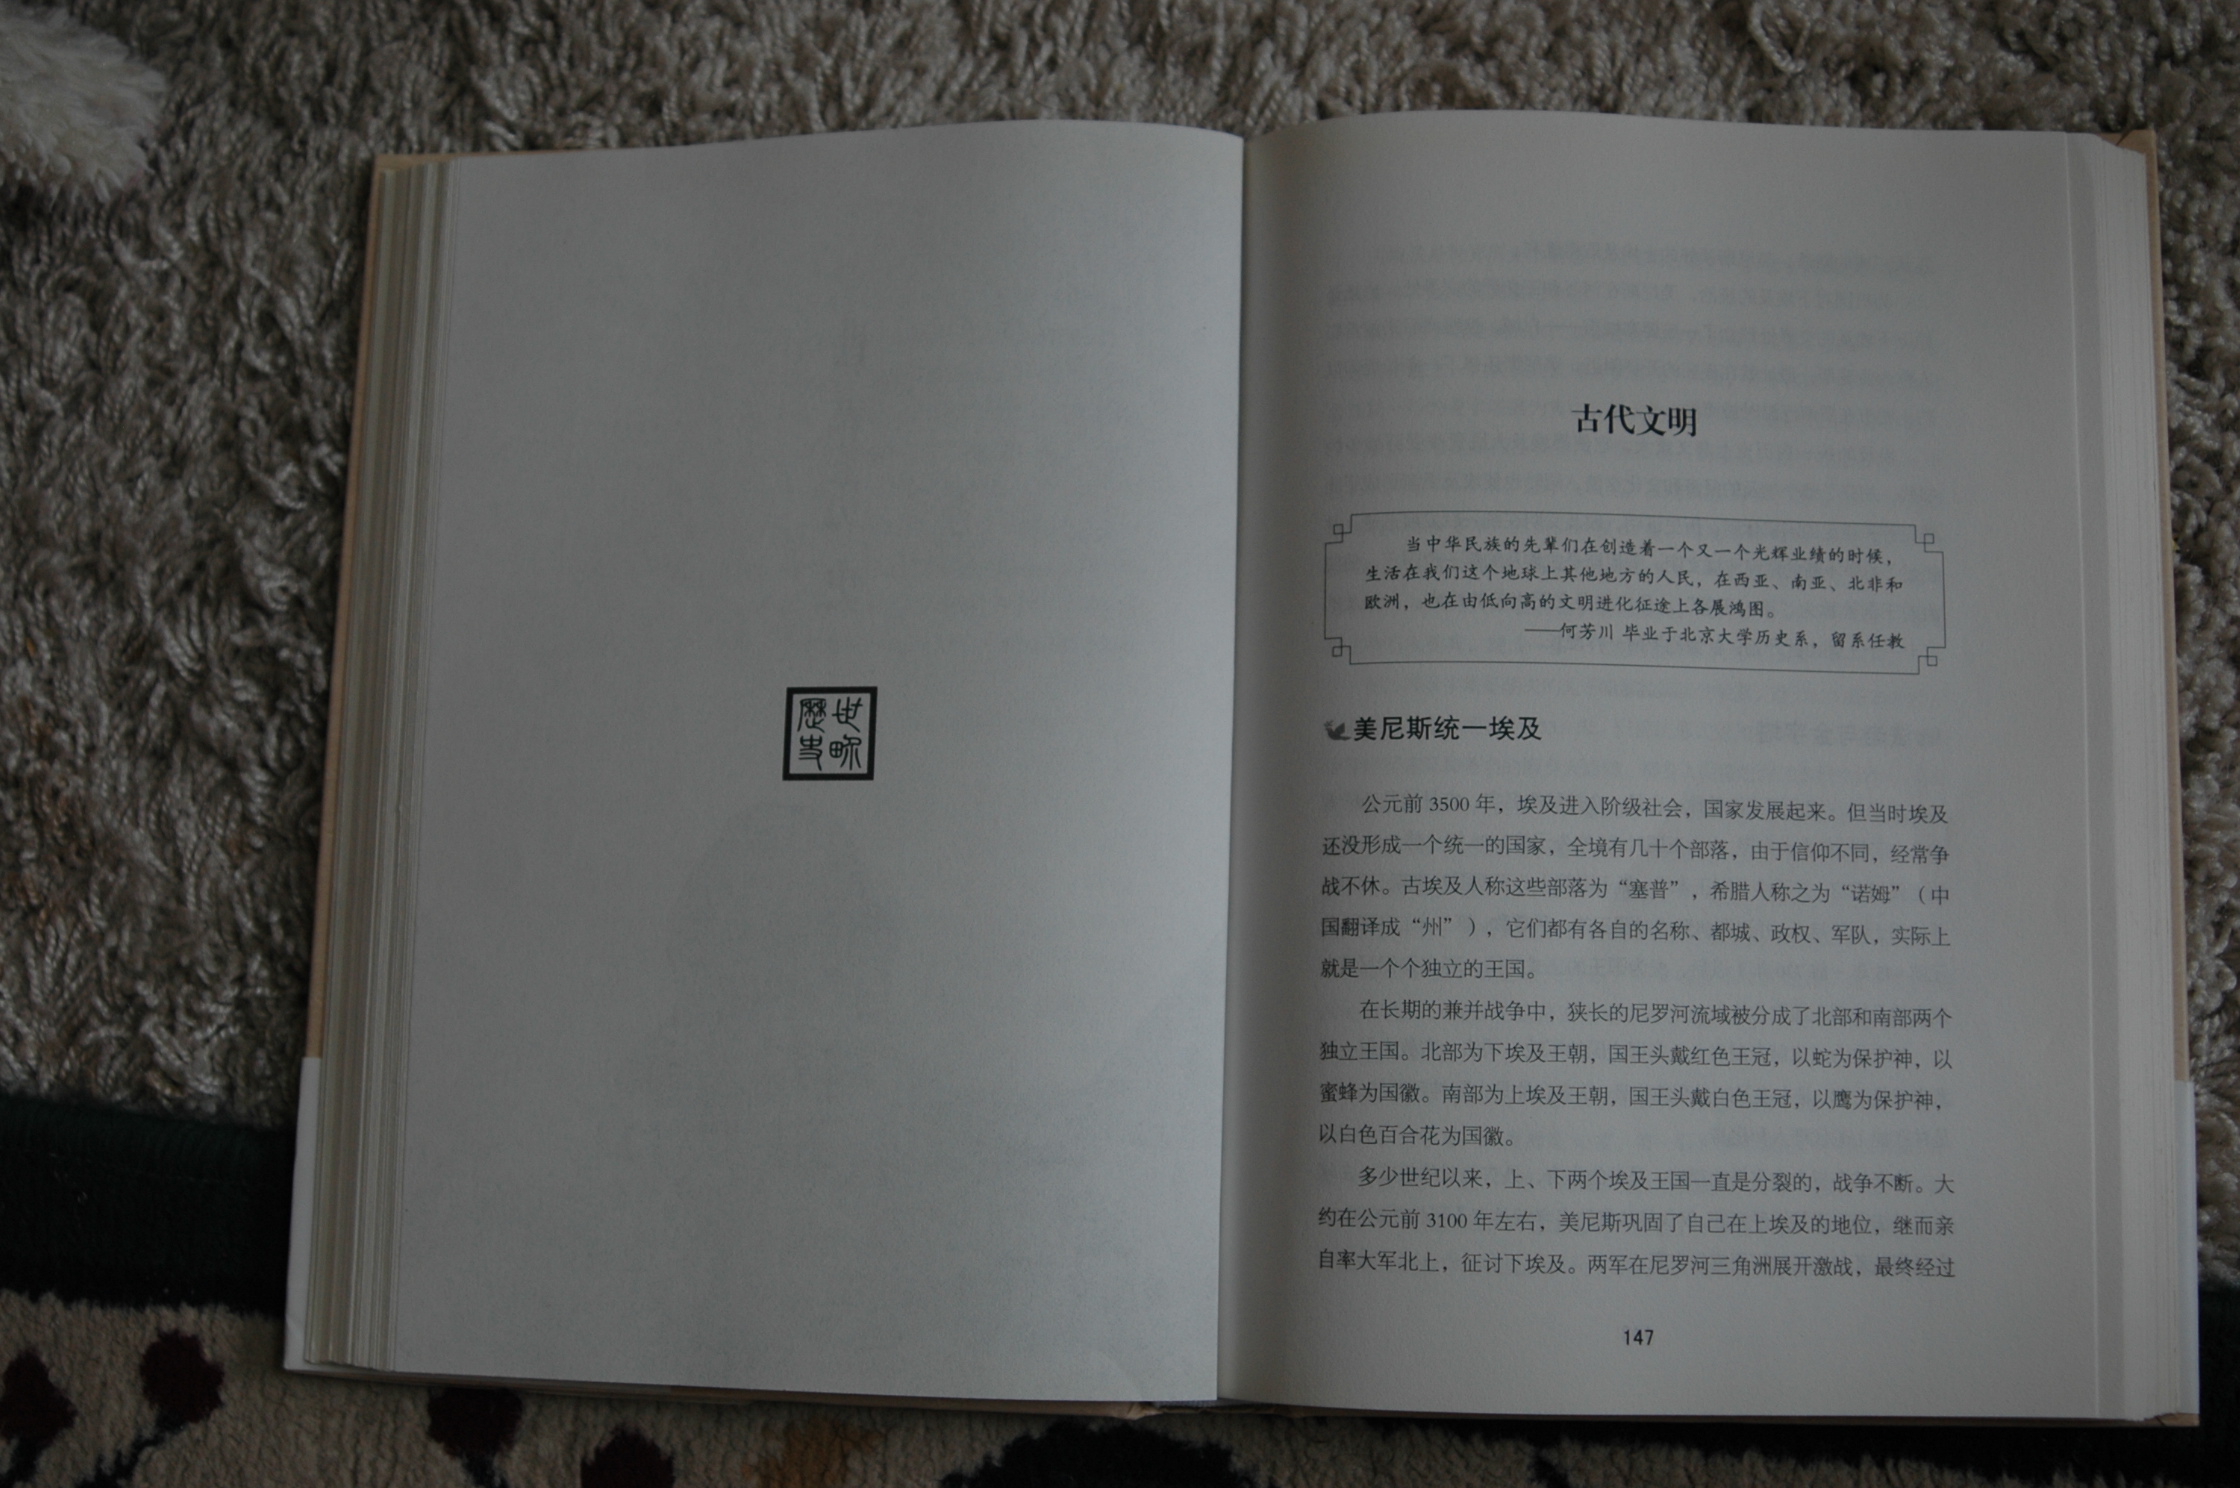 世界
歷史
古代文明
当中华民族的先辈们在创造着一个又一个光辉业绩的时候，
生活在我们这个地球上其他地方的人民，在西亚、南亚、北非和
欧洲，也在由低向高的文明进化征途上各展鸿图。
——何芳川 毕业于北京大学历史系，留系任教
美尼斯统一埃及
公元前 3500 年，埃及进入阶级社会，国家发展起来。但当时埃及
还没形成一个统一的国家，全境有几十个部落，由于信仰不同，经常争
战不休。古埃及人称这些部落为“塞普”，希腊人称之为“诺姆”（中
国翻译成“州”），它们都有各自的名称、都城、政权、军队，实际上
就是一个个独立的王国。
在长期的兼并战争中，狭长的尼罗河流域被分成了北部和南部两个
独立王国。北部为下埃及王朝，国王头戴红色王冠，以蛇为保护神，以
蜜蜂为国徽。南部为上埃及王朝，国王头戴白色王冠，以鹰为保护神，
以白色百合花为国徽。
多少世纪以来，上、下两个埃及王国一直是分裂的，战争不断。大
约在公元前 3100 年左右，美尼斯巩固了自己在上埃及的地位，继而亲
自率大军北上，征讨下埃及。两军在尼罗河三角洲展开激战，最终经过
147